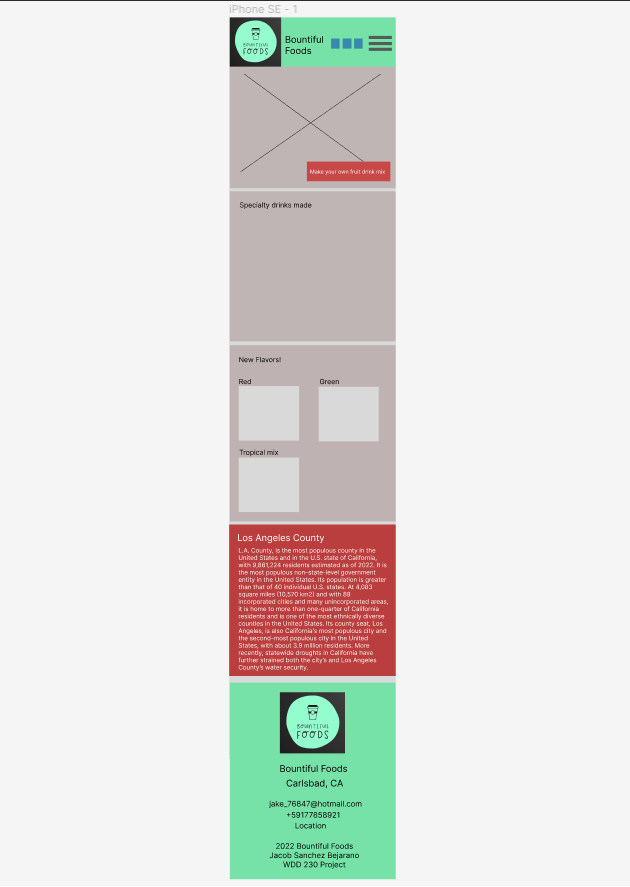 iPhone SE - 1
BOUNTIFUL
FOODS
Bountiful
Foods
Make your own fruit drink mix
Specialty drinks made
New Flavors!
Red
Green
Tropical mix
Los Angeles County
L.A. County, is the most populous county in the
United States and in the U.S. state of California,
with 9,861,224 residents estimated as of 2022. It is
the most populous non-state-level government
entity in the United States. Its population is greater
than that of 40 individual U.S. states. At 4,083
square miles (10,570 km2) and with 88
incorporated cities and many unincorporated areas,
it is home to more than one-quarter of California
residents and is one of the most ethnically diverse
counties in the United States. Its county seat, Los
Angeles, is also California's most populous city and
the second-most populous city in the United
States, with about 3.9 million residents. More
recently, statewide droughts in California have
further strained both the city's and Los Angeles
County's water security.
BOUNTIFUL
FOODS
Bountiful Foods
Carlsbad, CA
jake_76847@hotmail.com
+59177858921
Location
2022 Bountiful Foods
Jacob Sanchez Bejarano
WDD 230 Project